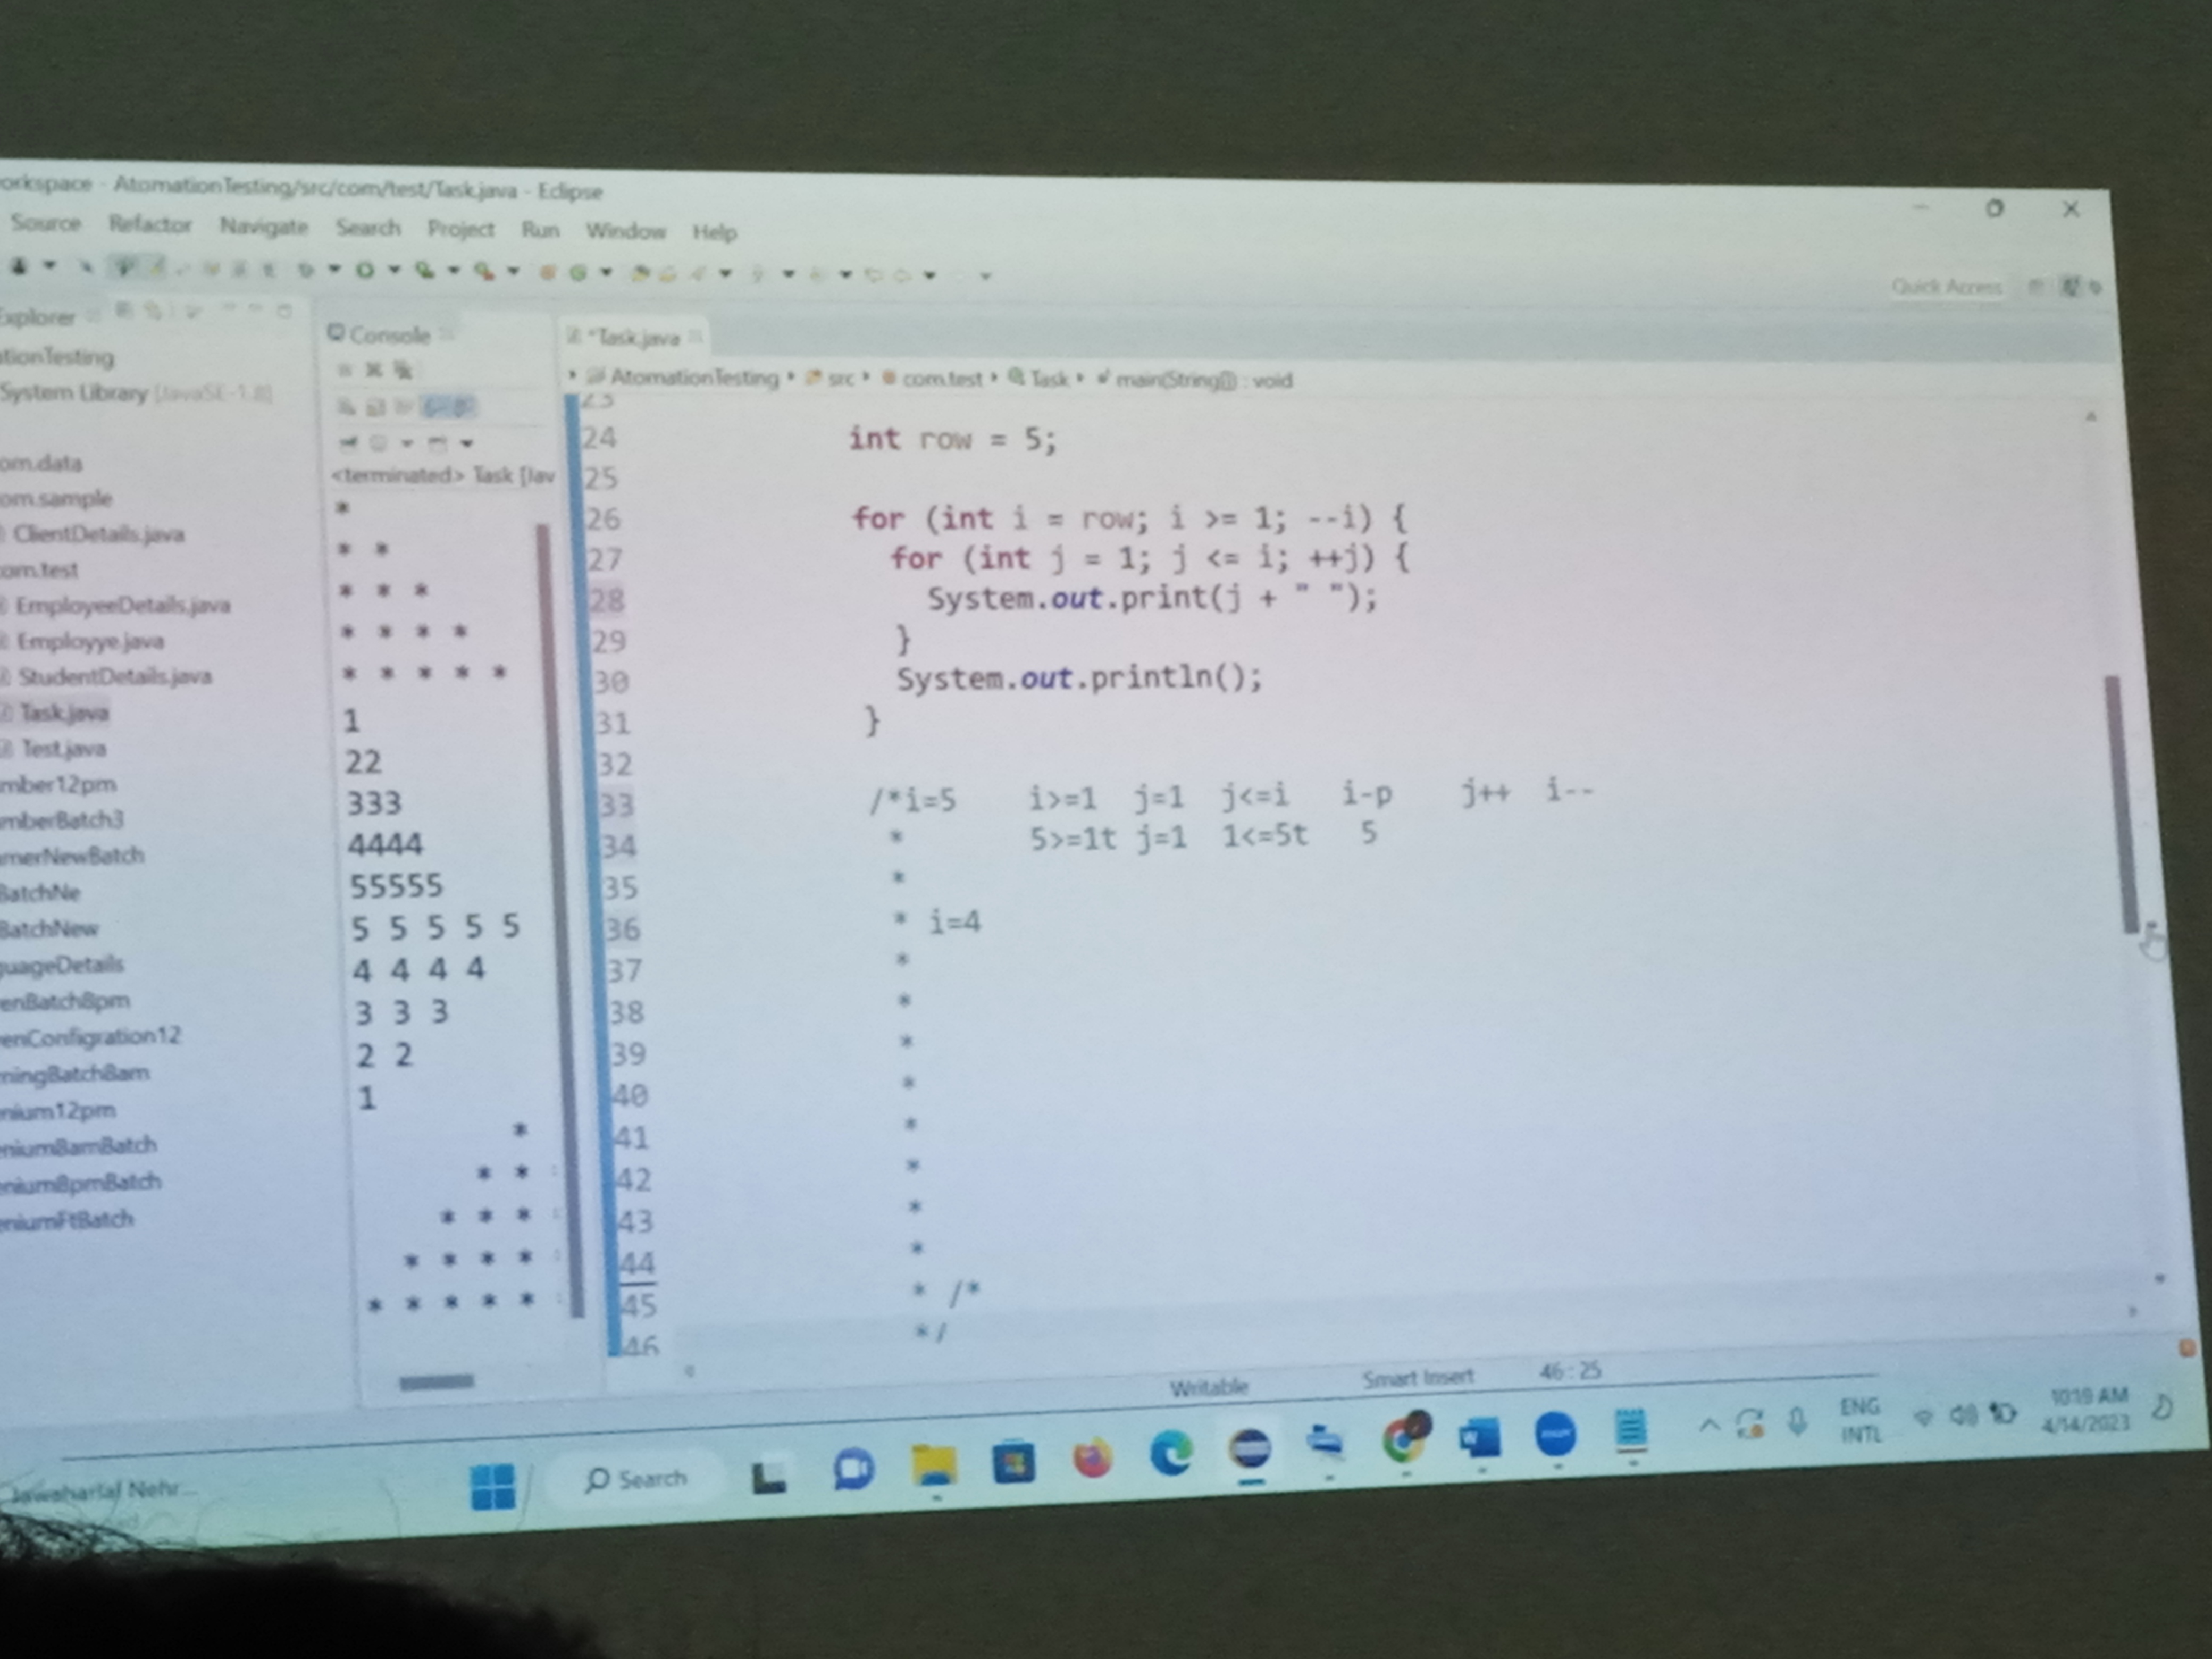 orkspace - AtomationTesting/src/com/test/Task.java - Eclipse
Source Refactor Navigate Search Project Run Window Help
Quick Access
Explorer
ationTesting
System Library [JavaSE-1.8]
om.data
om.sample
ClientDetails.java
com.test
EmployeeDetails.java
Employye.java
StudentDetails.java
Task.java
Test.java
mber12pm
mberBatch3
merNewBatch
BatchNe
BatchNew
guageDetails
enBatch8pm
enConfigration12
ningBatch8am
nium12pm
eniumBamBatch
enium8pmBatch
eniumFtBatch
Console
<terminated> Task [Jav
*
* *
* * *
* * * *
* * * * *
1
22
333
4444
55555
5 5 5 5 5
4 4 4 4
3 3 3
2 2
1
*
* *
* * *
* * * *
* * * * *
*Task.java
AtomationTesting src com.test Task main(String[]) : void
23
24 int row = 5;
25
26 for (int i = row; i >= 1; --i) {
27 for (int j = 1; j <= i; ++j) {
28 System.out.print(j + " ");
29 }
30 System.out.println();
31 }
32
33 /*i=5 i>=1 j=1 j<=i i-p j++ i--
34 * 5>=1t j=1 1<=5t 5
35 *
36 * i=4
37 *
38 *
39 *
40 *
41 *
42 *
43 *
44 *
45 * /*
46 */
Writable Smart Insert 46 : 25
Jawaharlal Nehr...
Search
ENG
INTL
10:19 AM
4/14/2023